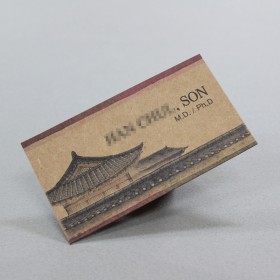 HAN CHUL, SON
M.D. / Ph.D